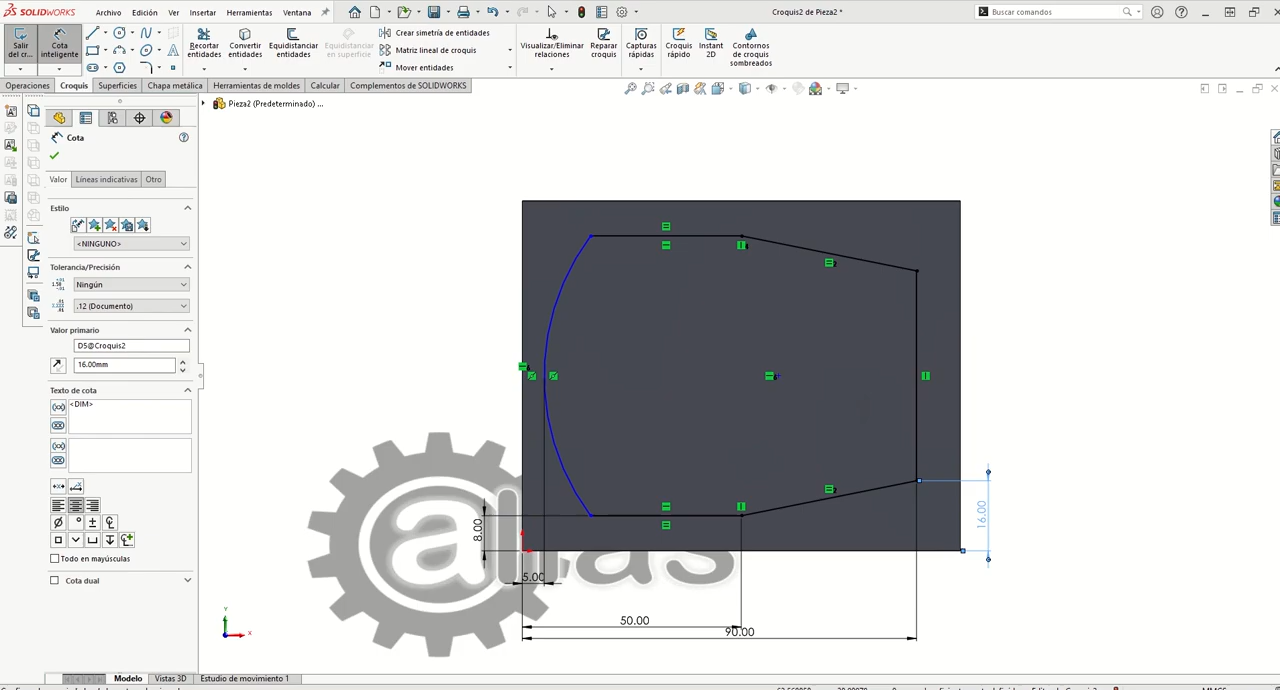 SOLIDWORKS Archivo Edición Ver Insertar Herramientas Ventana Croquis2 de Pieza2 * Buscar comandos
Salir del cr... Cota inteligente Recortar entidades Convertir entidades Equidistanciar entidades Equidistanciar en superficie Crear simetría de entidades Matriz lineal de croquis Mover entidades Visualizar/Eliminar relaciones Reparar croquis Capturas rápidas Croquis rápido Instant 2D Contornos de croquis sombreados
Operaciones Croquis Superficies Chapa metálica Herramientas de moldes Calcular Complementos de SOLIDWORKS
Pieza2 (Predeterminado) ...
Cota
Valor Líneas indicativas Otro
Estilo
<NINGUNO>
Tolerancia/Precisión
Ningún
.12 (Documento)
Valor primario
D5@Croquis2
16.00mm
Texto de cota
<DIM>
Todo en mayúsculas
Cota dual
8.00
16.00
5.00
50.00
90.00
Y
X
Modelo Vistas 3D Estudio de movimiento 1